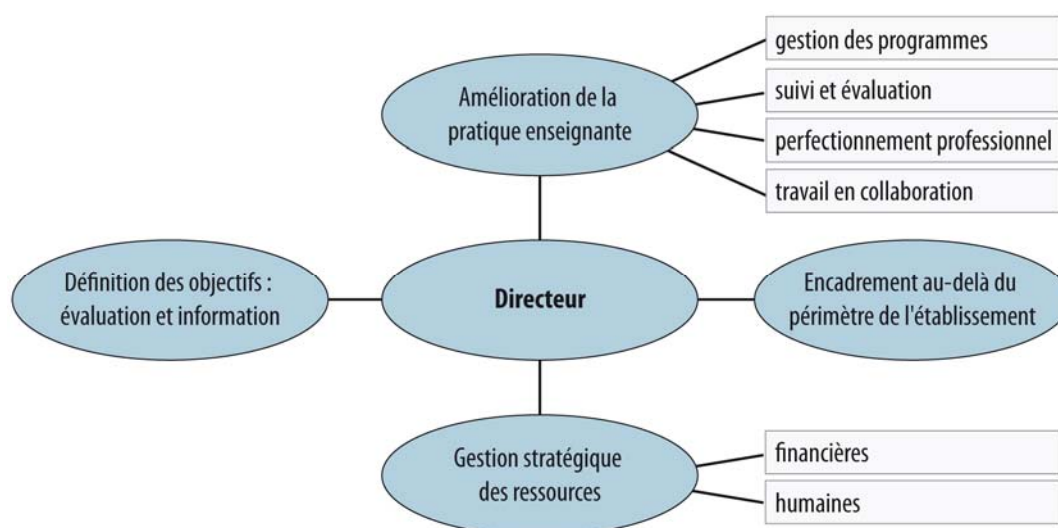 gestion des programmes
suivi et évaluation
perfectionnement professionnel
travail en collaboration
Amélioration de la
pratique enseignante
Définition des objectifs :
évaluation et information
Directeur
Encadrement au-delà du
périmètre de l'établissement
Gestion stratégique
des ressources
financières
humaines